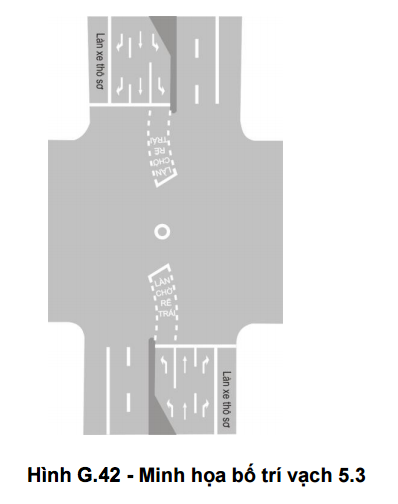 Làn xe thô sơ
LÀN
CHỜ
RẼ
TRÁI
LÀN
CHỜ
RẼ
TRÁI
Làn xe thô sơ
Hình G.42 - Minh họa bố trí vạch 5.3